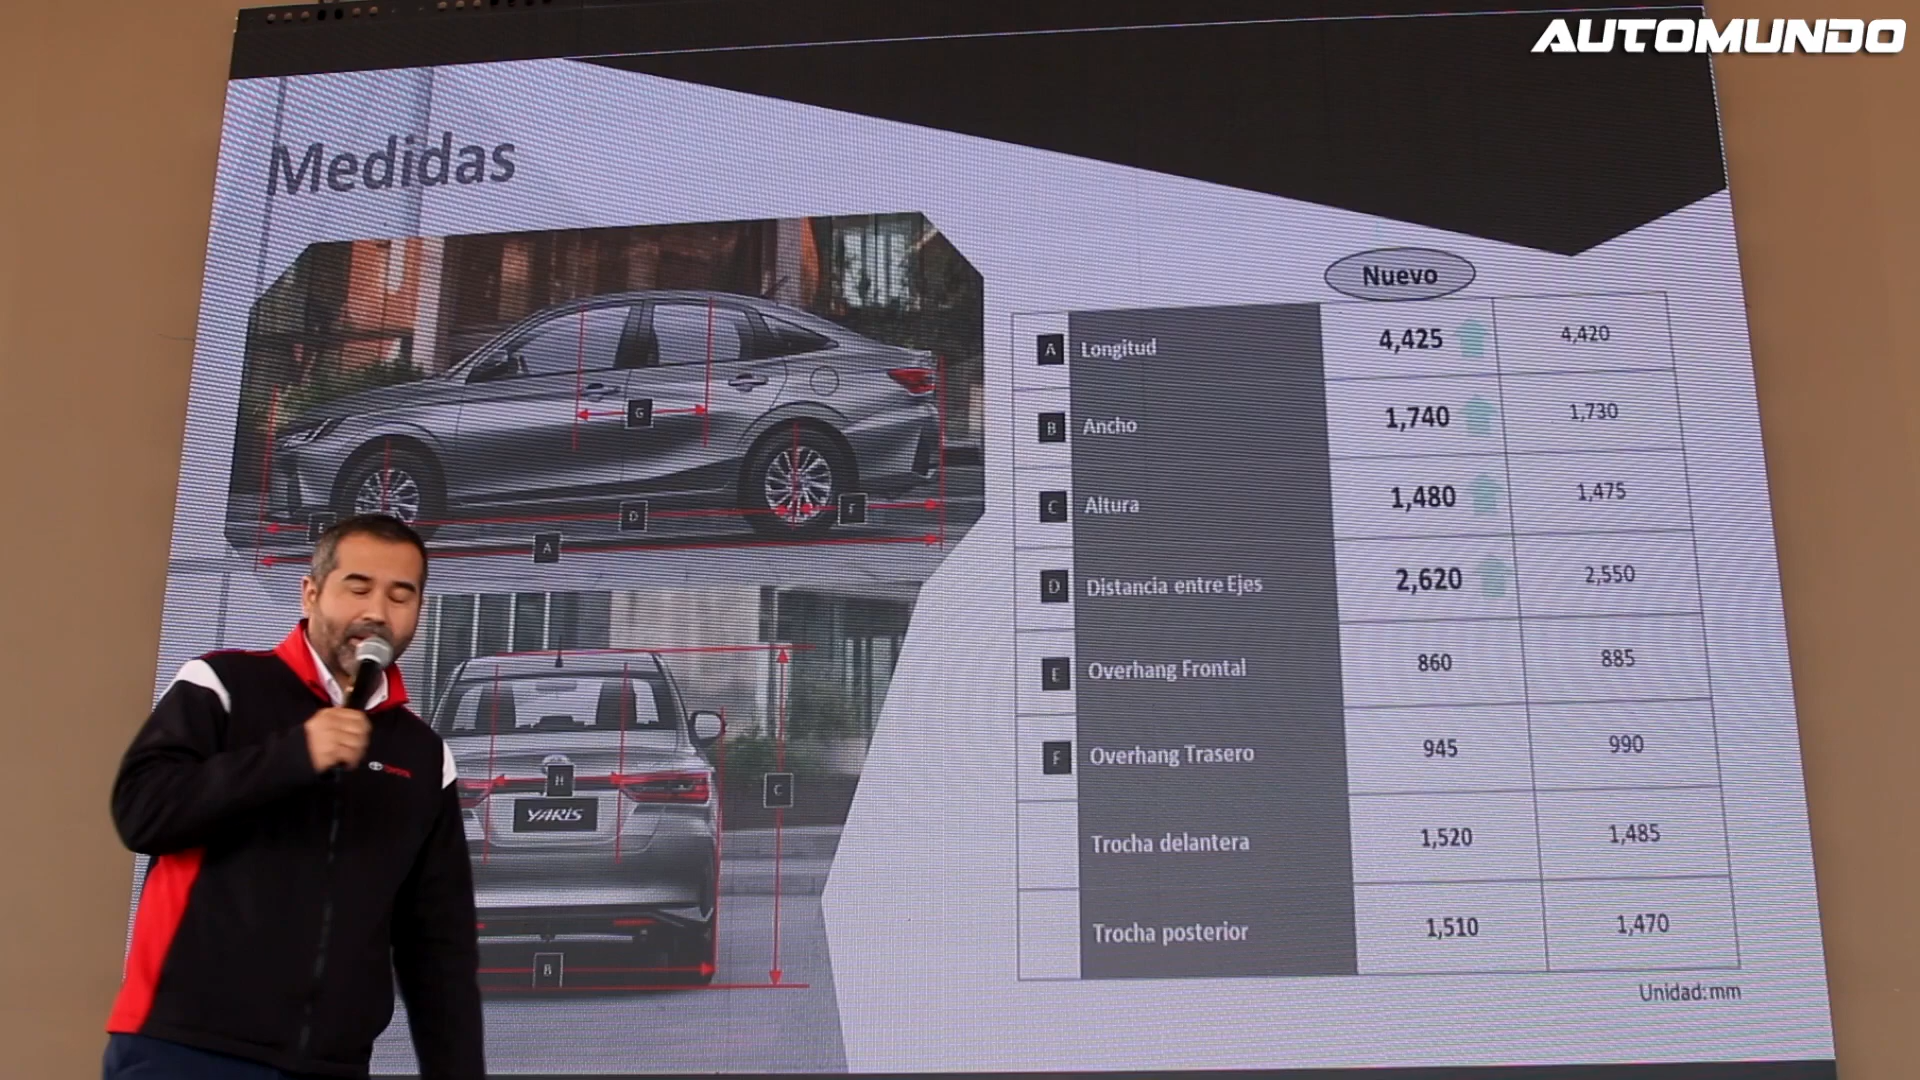 AUTOMUNDO
Medidas
Nuevo
A Longitud 4,425 4,420
B Ancho 1,740 1,730
C Altura 1,480 1,475
D Distancia entre Ejes 2,620 2,550
E Overhang Frontal 860 885
F Overhang Trasero 945 990
Trocha delantera 1,520 1,485
Trocha posterior 1,510 1,470
Unidad: mm
G
E
D
F
A
H
C
YARIS
B
TOYOTA